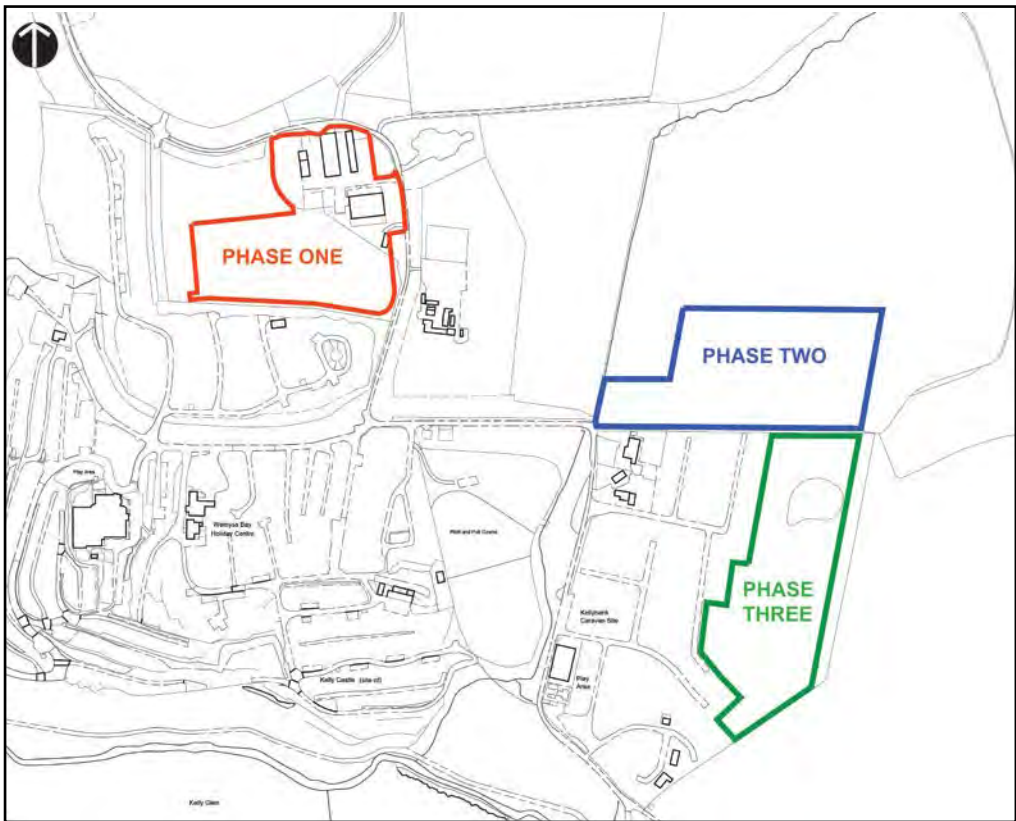 PHASE ONE
PHASE TWO
Play Area
Wemyss Bay
Holiday Centre
Pitch and Putt Course
PHASE
THREE
Kellybank
Caravan Site
Kelly Castle (site of)
Play
Area
Kelly Glen